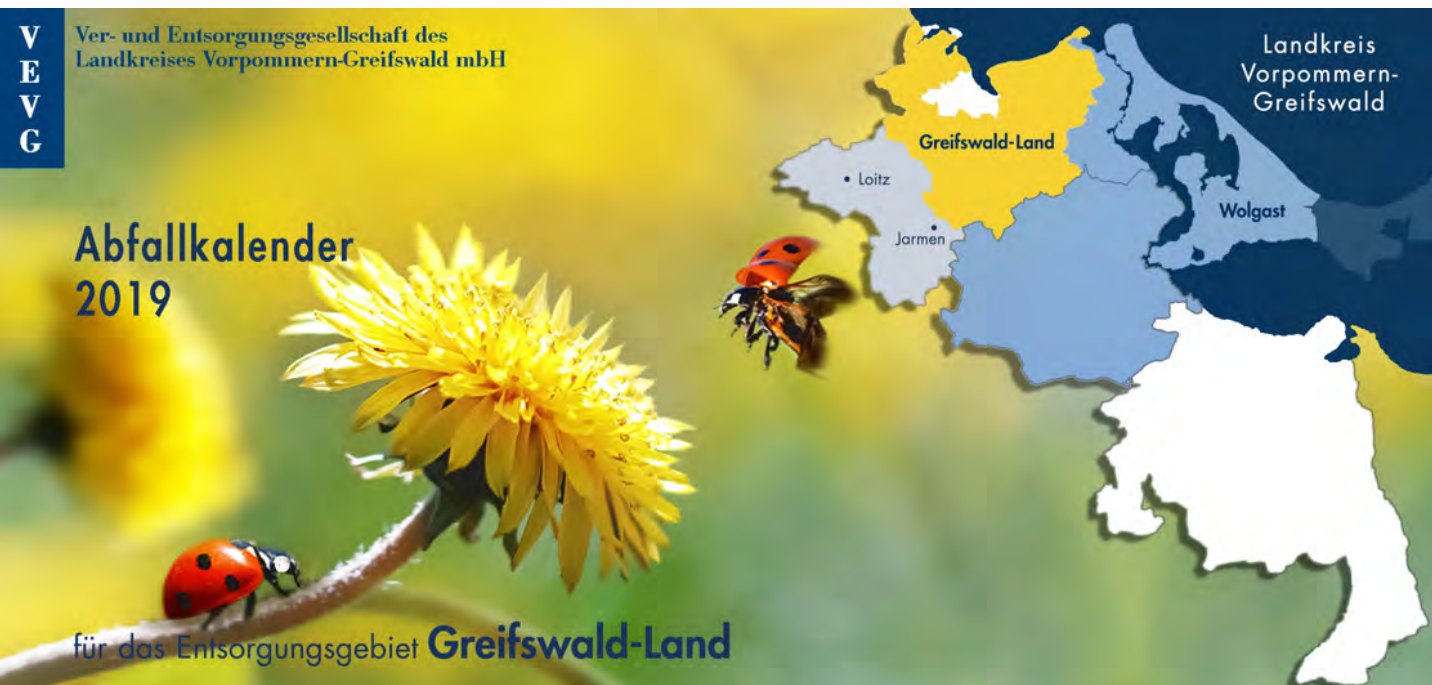 VEVG
Ver- und Entsorgungsgesellschaft des
Landkreises Vorpommern-Greifswald mbH
Abfallkalender
2019
für das Entsorgungsgebiet Greifswald-Land
Landkreis
Vorpommern-
Greifswald
Greifswald-Land
Loitz
Wolgast
Jarmen